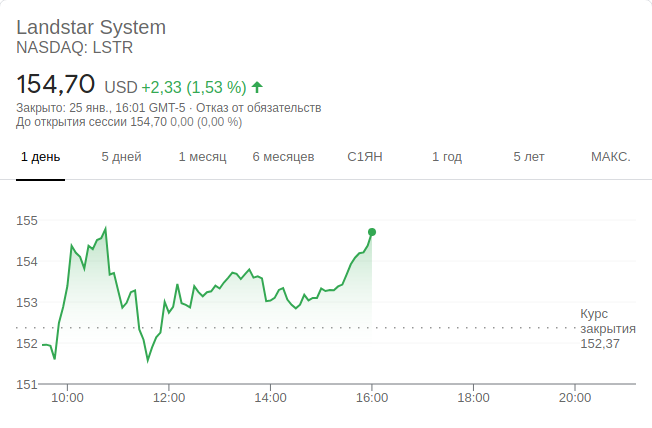 Landstar System
NASDAQ: LSTR
154,70 USD +2,33 (1,53 %)
Закрыто: 25 янв., 16:01 GMT-5 · Отказ от обязательств
До открытия сессии 154,70 0,00 (0,00 %)
1 день 5 дней 1 месяц 6 месяцев С1ЯН 1 год 5 лет МАКС.
155
154
153
152
151
Курс
закрытия
152,37
10:00 12:00 14:00 16:00 18:00 20:00